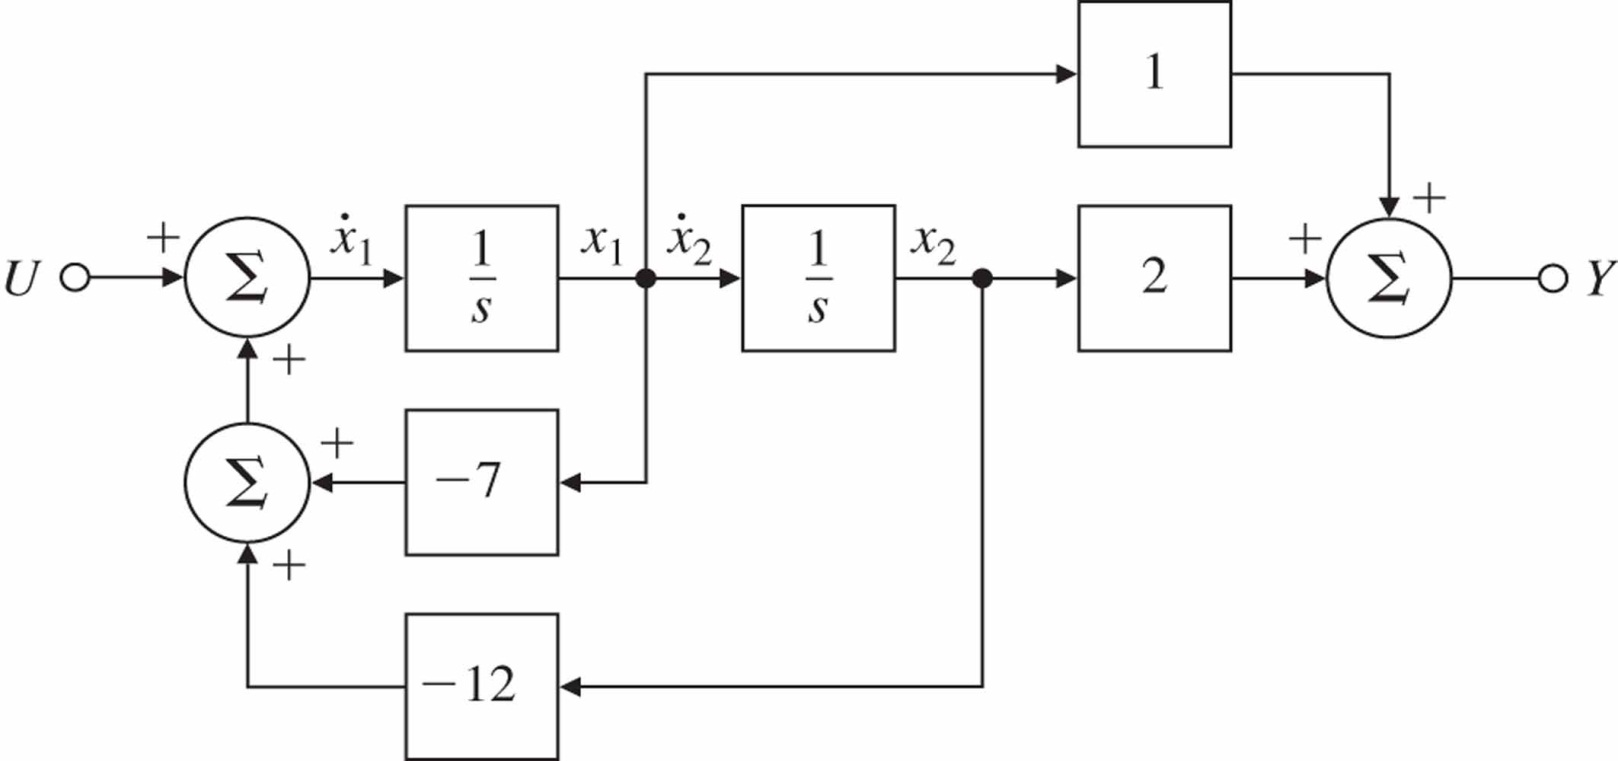 1
U + Σ ẋ₁ 1/s x₁ ẋ₂ 1/s x₂ 2 + Σ + Y
+
Σ + −7
+
−12